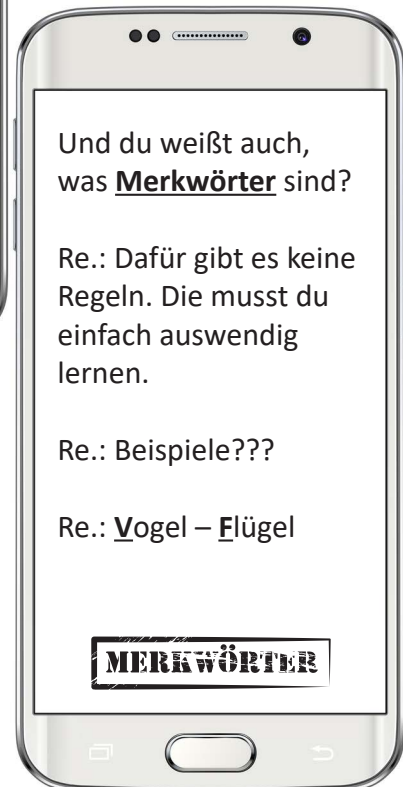 Und du weißt auch,
was Merkwörter sind?
Re.: Dafür gibt es keine
Regeln. Die musst du
einfach auswendig
lernen.
Re.: Beispiele???
Re.: Vogel – Flügel
MERKWÖRTER